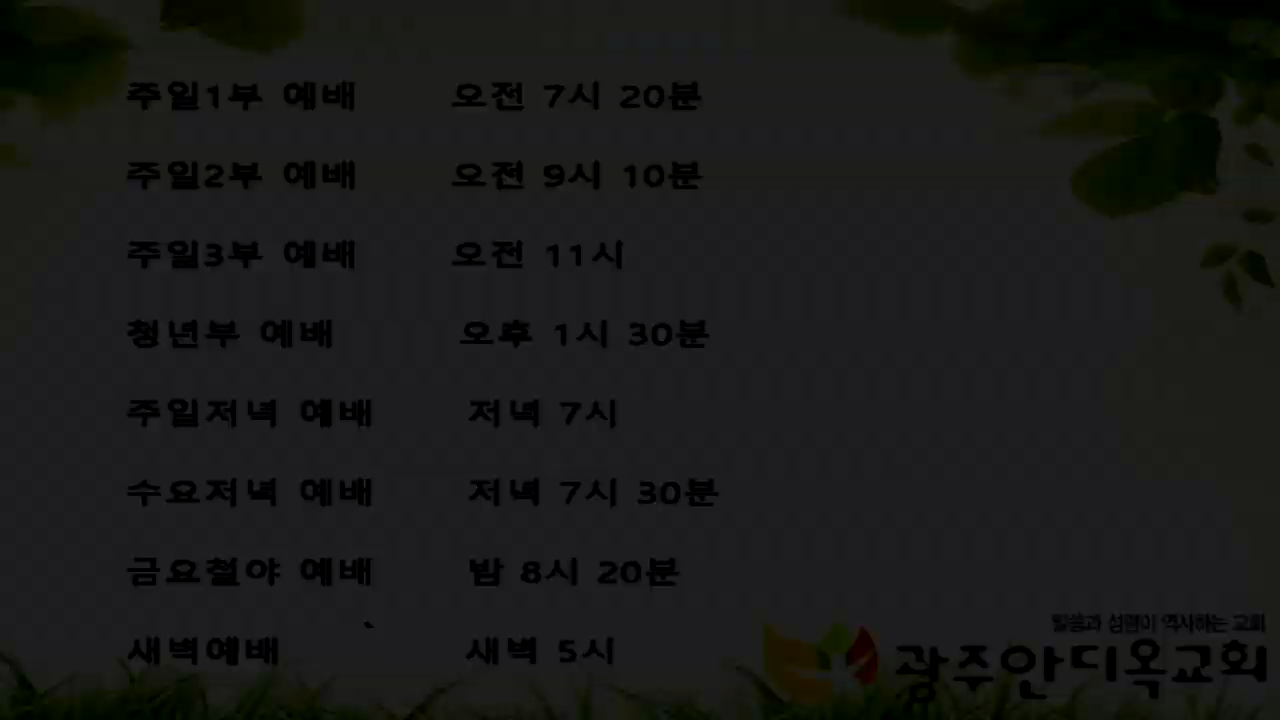 주일1부 예배 오전 7시 20분
주일2부 예배 오전 9시 10분
주일3부 예배 오전 11시
청년부 예배 오후 1시 30분
주일저녁 예배 저녁 7시
수요저녁 예배 저녁 7시 30분
금요철야 예배 밤 8시 20분
새벽예배 새벽 5시
말씀과 성령이 역사하는 교회
광주안디옥교회